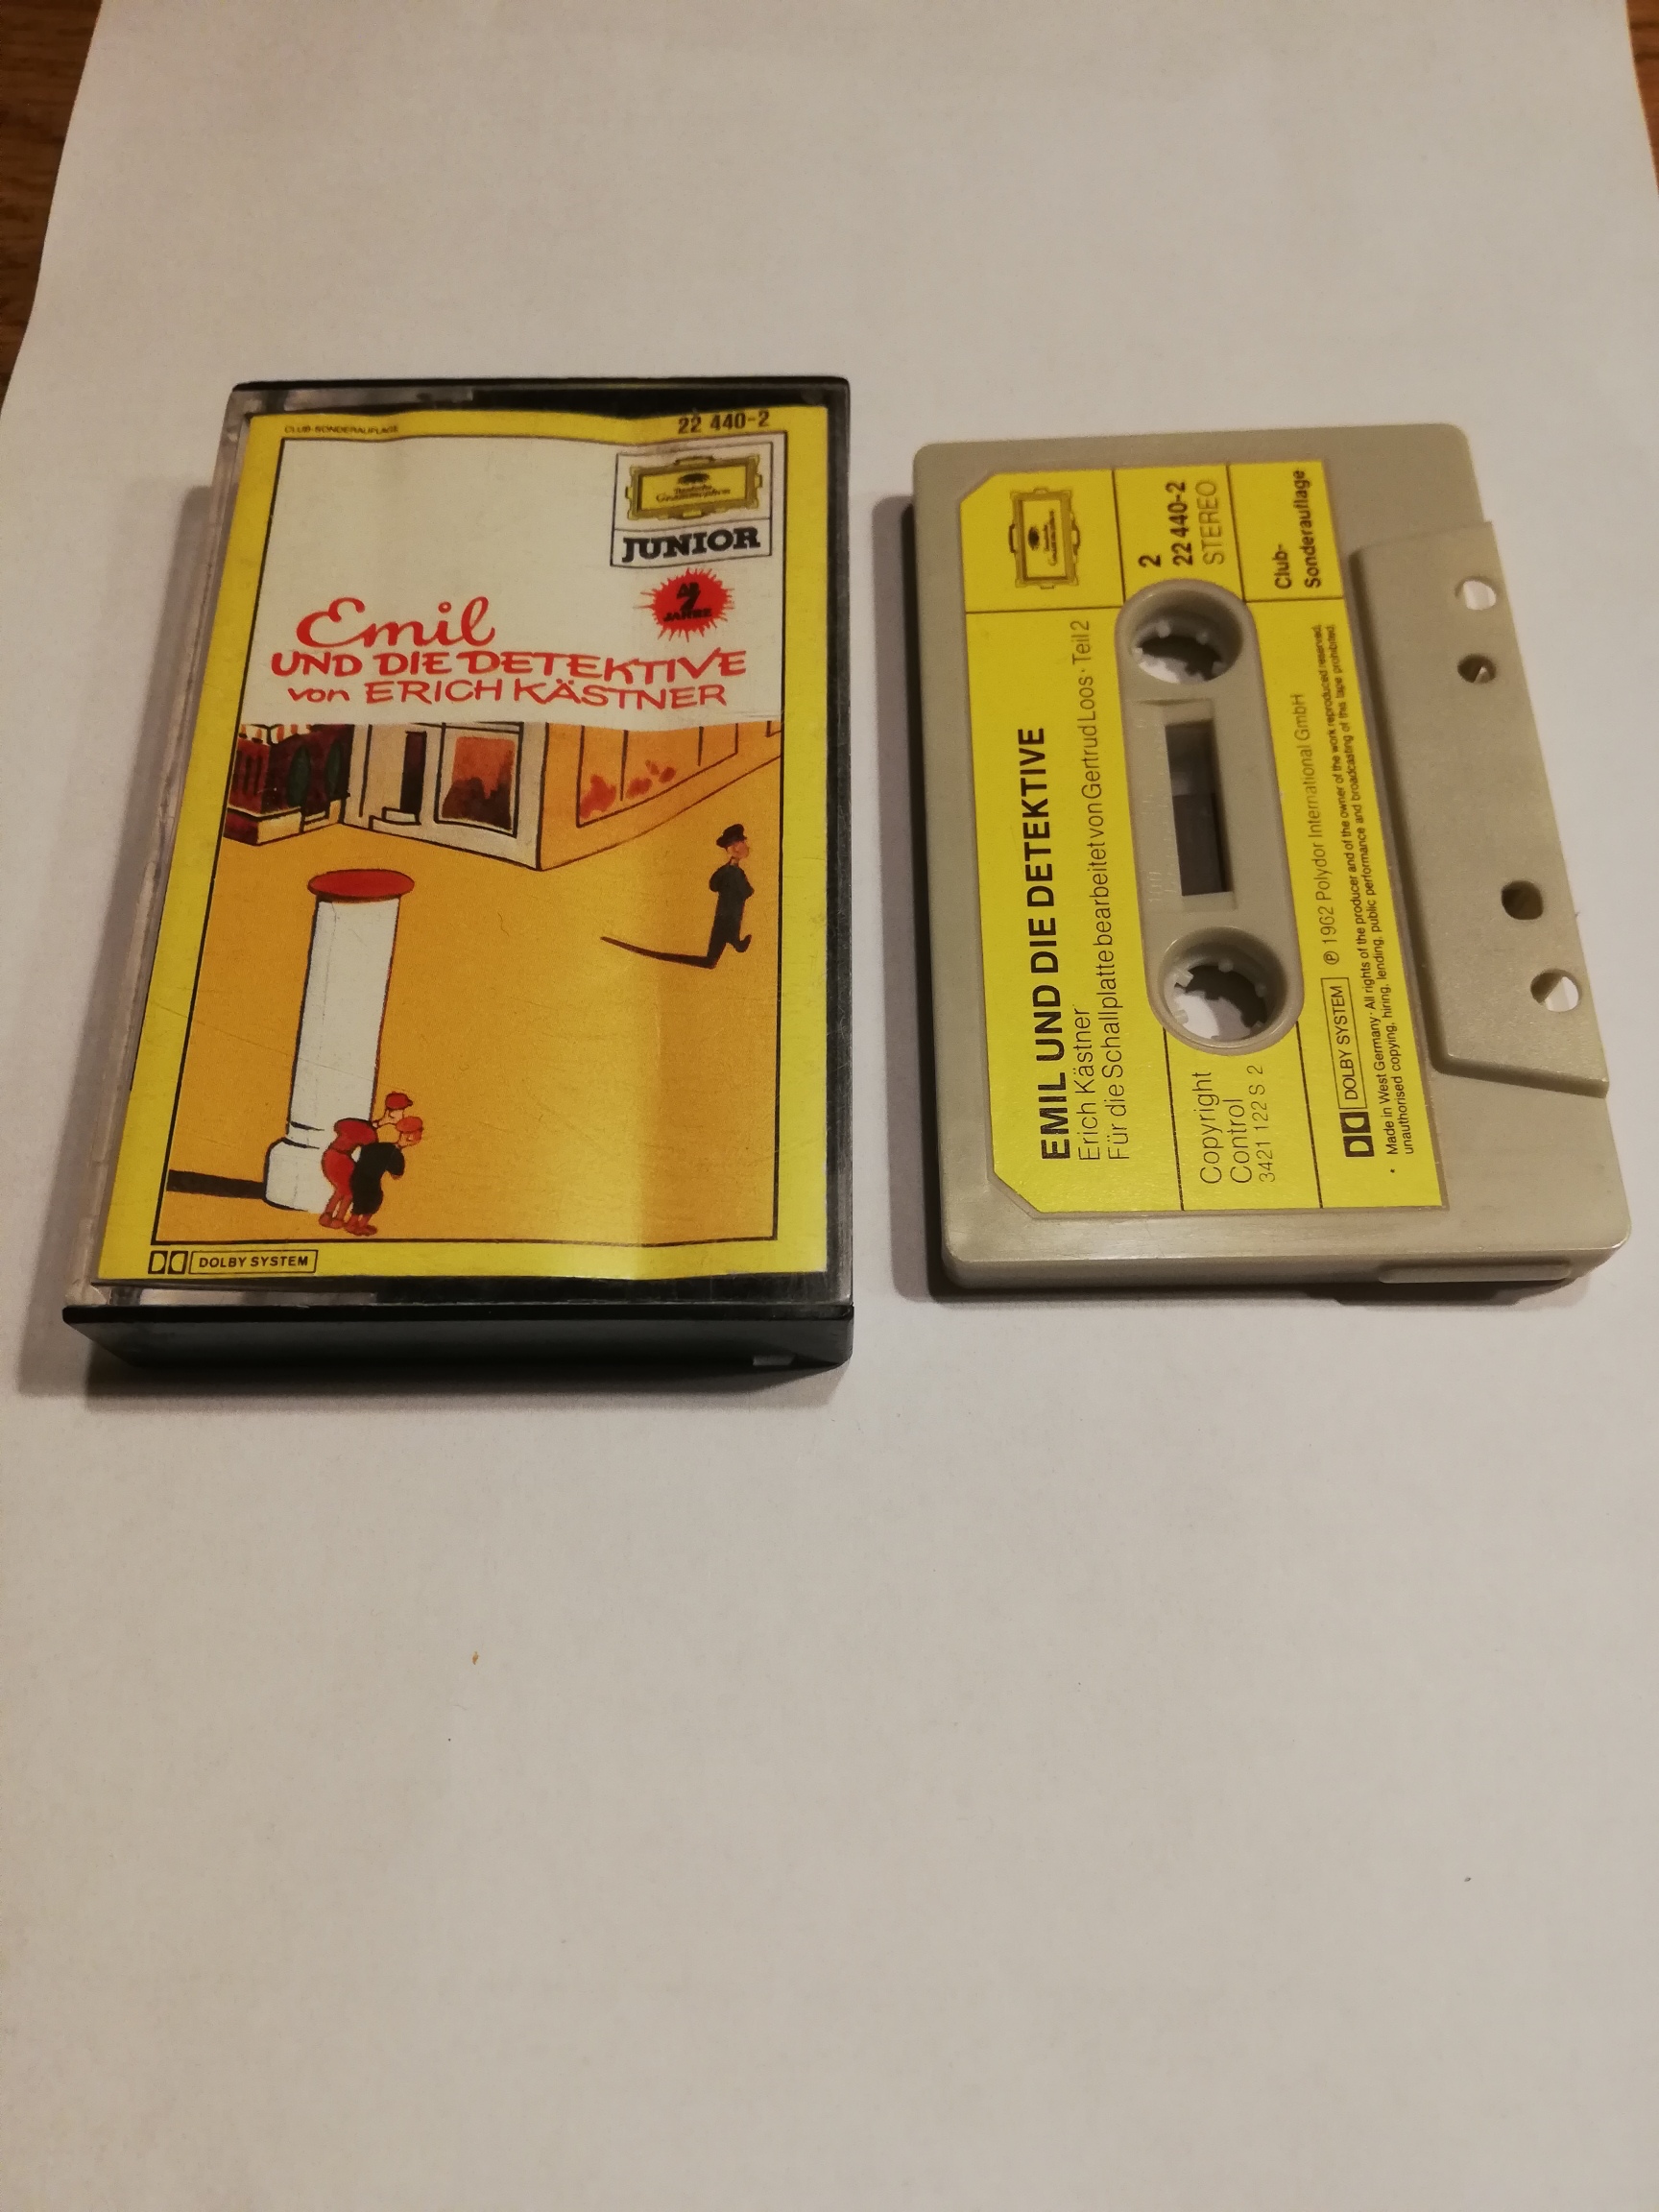 CLUB-SONDERAUFLAGE
22 440-2
Deutsche
Grammophon
JUNIOR
AB
7
JAHRE
Emil
UND DIE DETEKTIVE
von ERICH KÄSTNER
DOLBY SYSTEM
EMIL UND DIE DETEKTIVE
Erich Kästner
Für die Schallplatte bearbeitet von Gertrud Loos · Teil 2
2
22 440-2
STEREO
Copyright
Control
3421 122 S 2
Club-
Sonderauflage
DOLBY SYSTEM ℗ 1962 Polydor International GmbH
• Made in West Germany · All rights of the producer and of the owner of the work reproduced reserved,
unauthorised copying, hiring, lending, public performance and broadcasting of this tape prohibited.